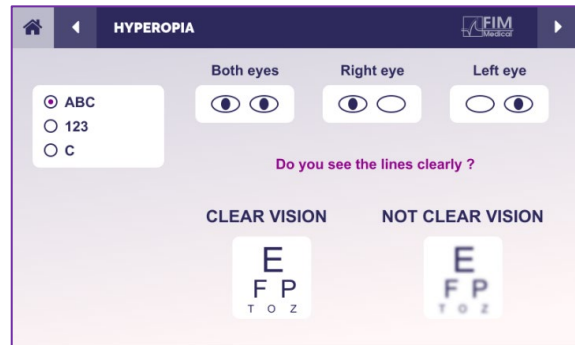 HYPEROPIA
FIM
Medical
Both eyes
Right eye
Left eye
ABC
123
C
Do you see the lines clearly ?
CLEAR VISION
NOT CLEAR VISION
E
F P
T O Z
E
F P
T O Z